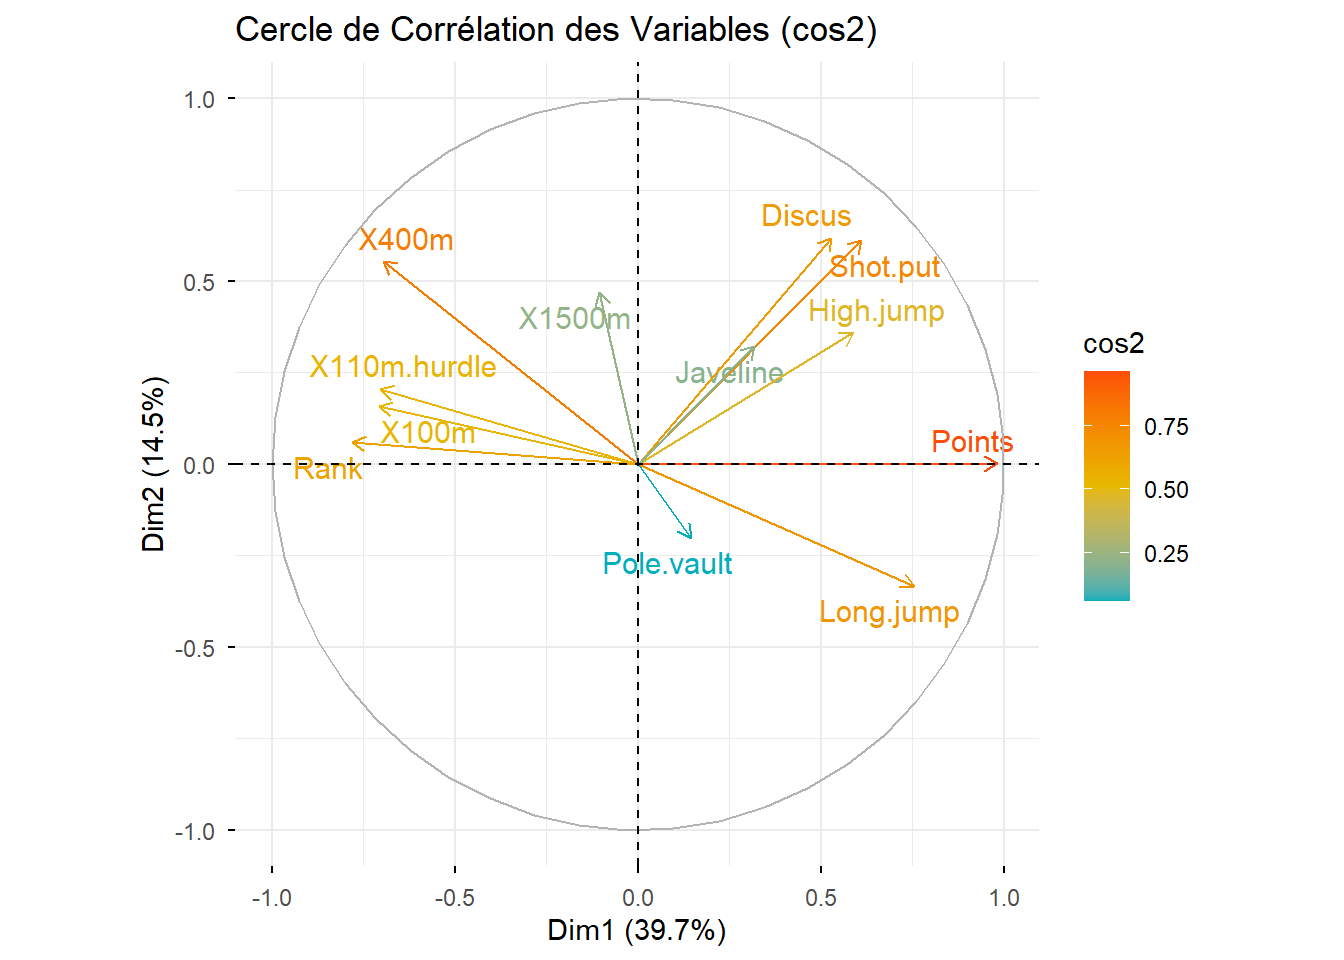 Cercle de Corrélation des Variables (cos2)
1.0
Discus
X400m
Shot.put
0.5
High.jump
X1500m
cos2
X110m.hurdle
Javeline
0.75
X100m
Points
Dim2 (14.5%)
0.0
Rank
0.50
0.25
Pole.vault
Long.jump
-0.5
-1.0
-1.0
-0.5
0.0
0.5
1.0
Dim1 (39.7%)